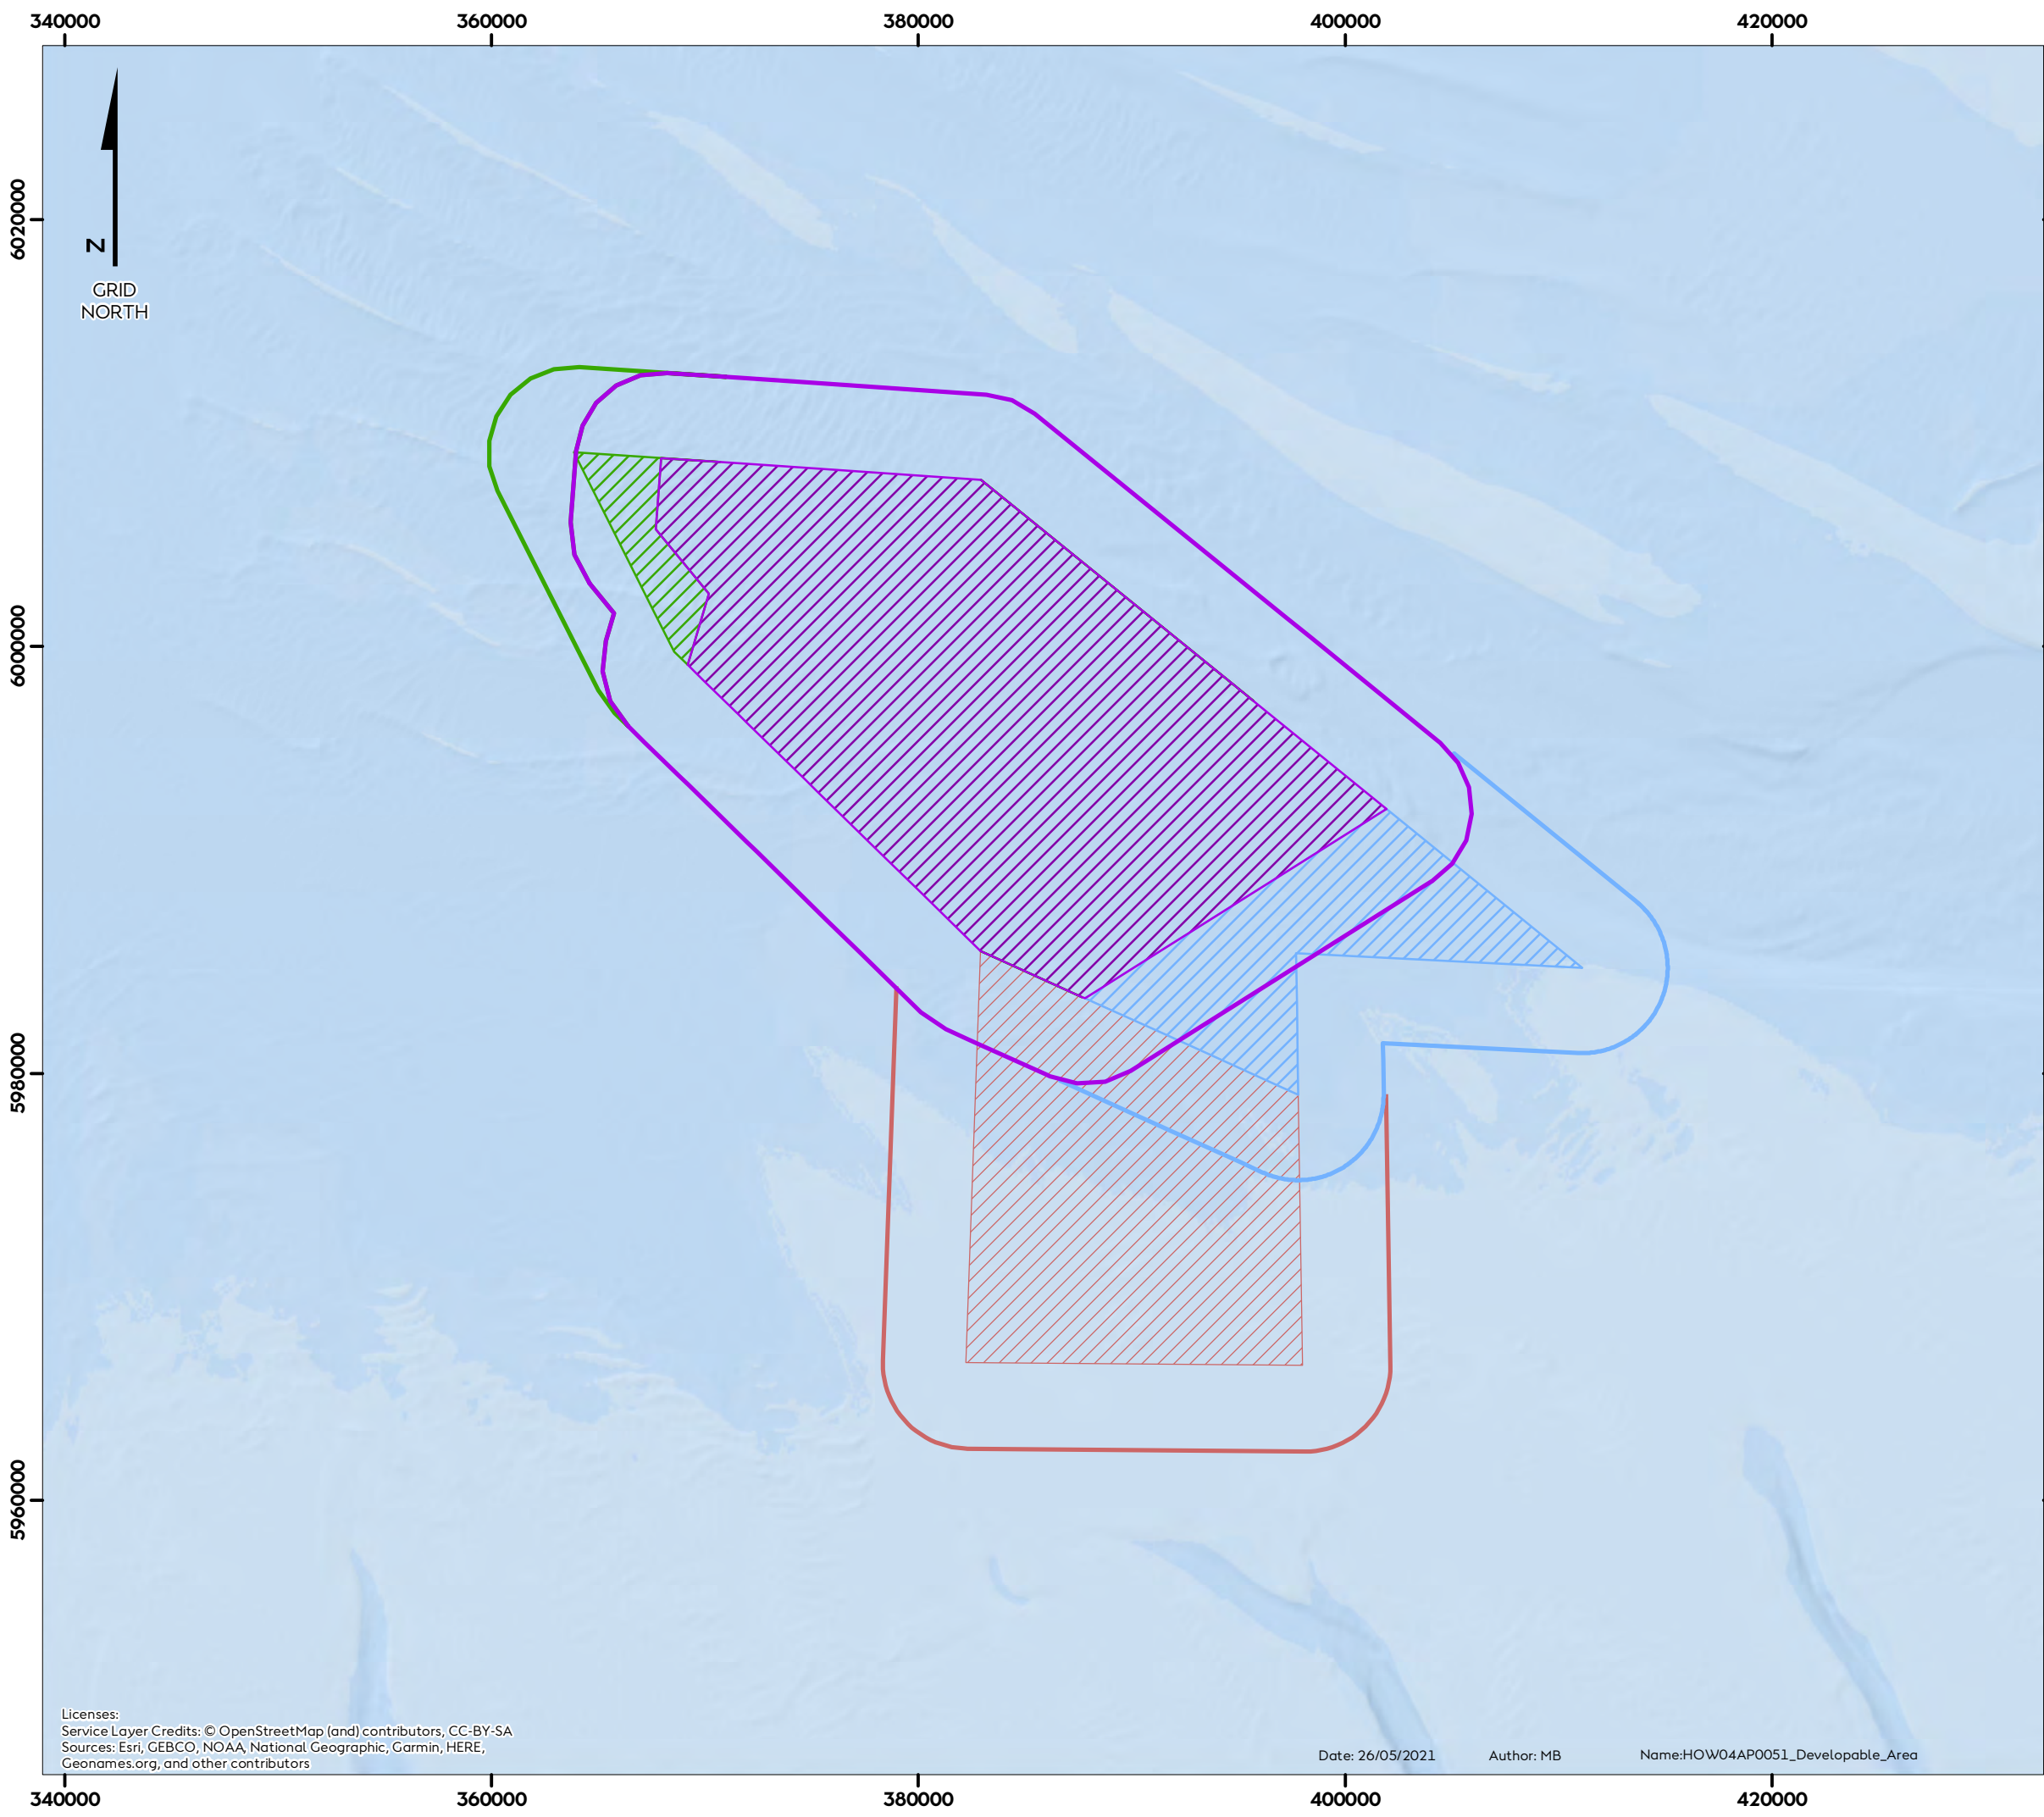 340000 360000 380000 400000 420000
6020000
6000000
5980000
5960000
N
GRID
NORTH
Licenses:
Service Layer Credits: © OpenStreetMap (and) contributors, CC-BY-SA
Sources: Esri, GEBCO, NOAA, National Geographic, Garmin, HERE,
Geonames.org, and other contributors
Date: 26/05/2021 Author: MB Name:HOW04AP0051_Developable_Area
340000 360000 380000 400000 420000